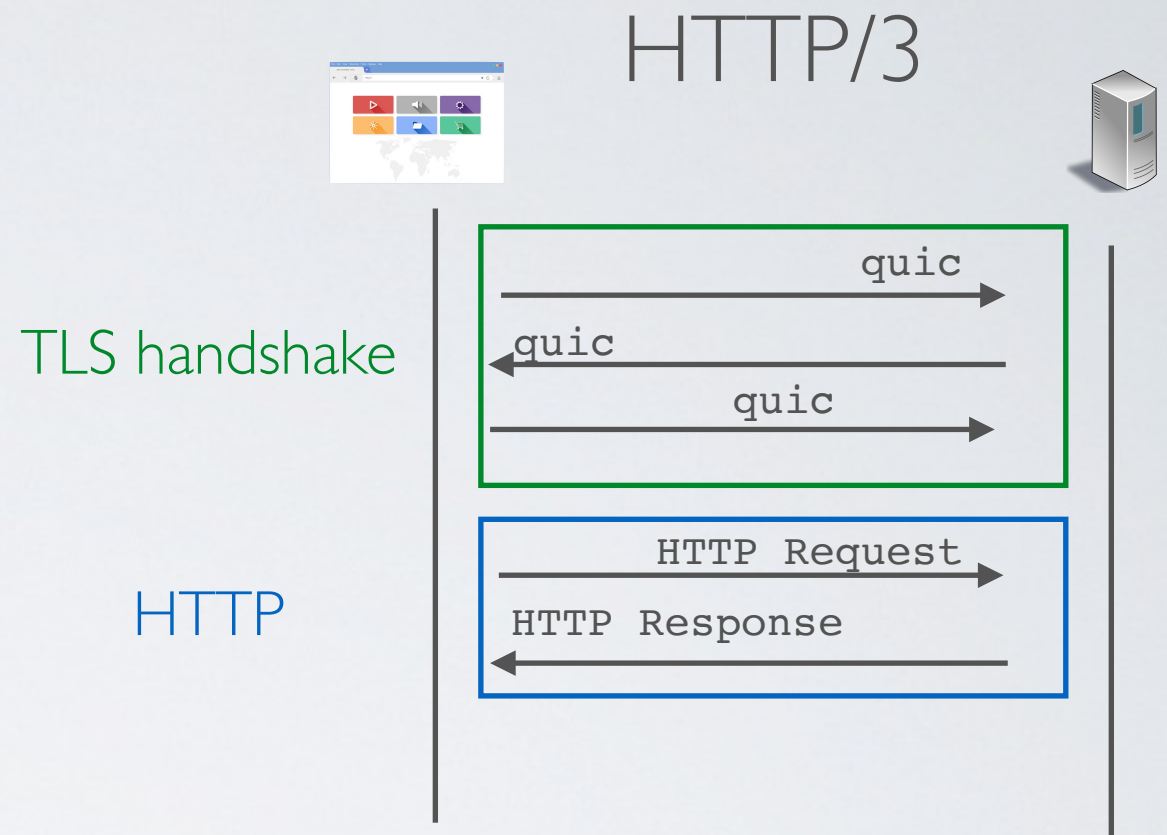 HTTP/3
quic
TLS handshake
quic
quic
HTTP Request
HTTP
HTTP Response